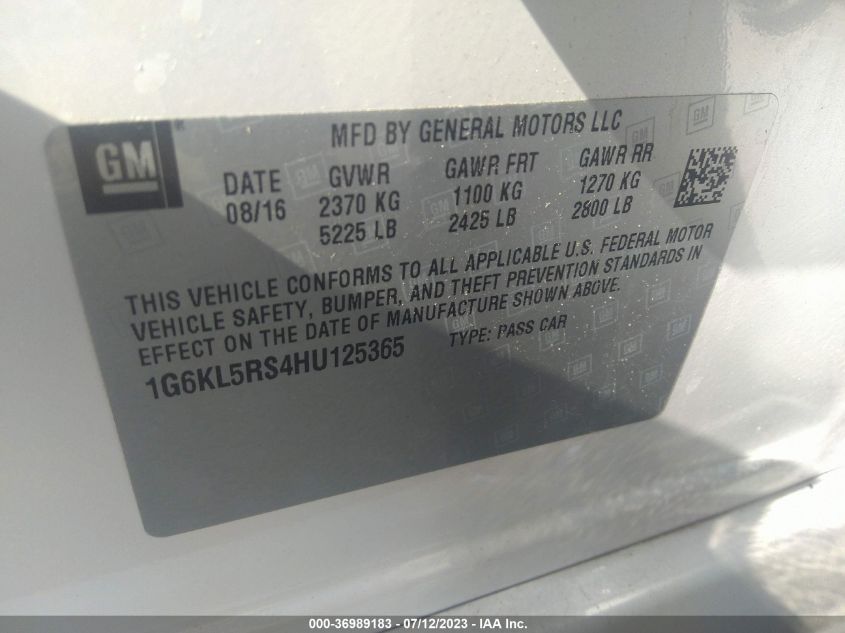 GM
MFD BY GENERAL MOTORS LLC
DATE GVWR GAWR FRT GAWR RR
08/16 2370 KG 1100 KG 1270 KG
5225 LB 2425 LB 2800 LB
THIS VEHICLE CONFORMS TO ALL APPLICABLE U.S. FEDERAL MOTOR
VEHICLE SAFETY, BUMPER, AND THEFT PREVENTION STANDARDS IN
EFFECT ON THE DATE OF MANUFACTURE SHOWN ABOVE.
1G6KL5RS4HU125365 TYPE: PASS CAR
000-36989183 - 07/12/2023 - IAA Inc.